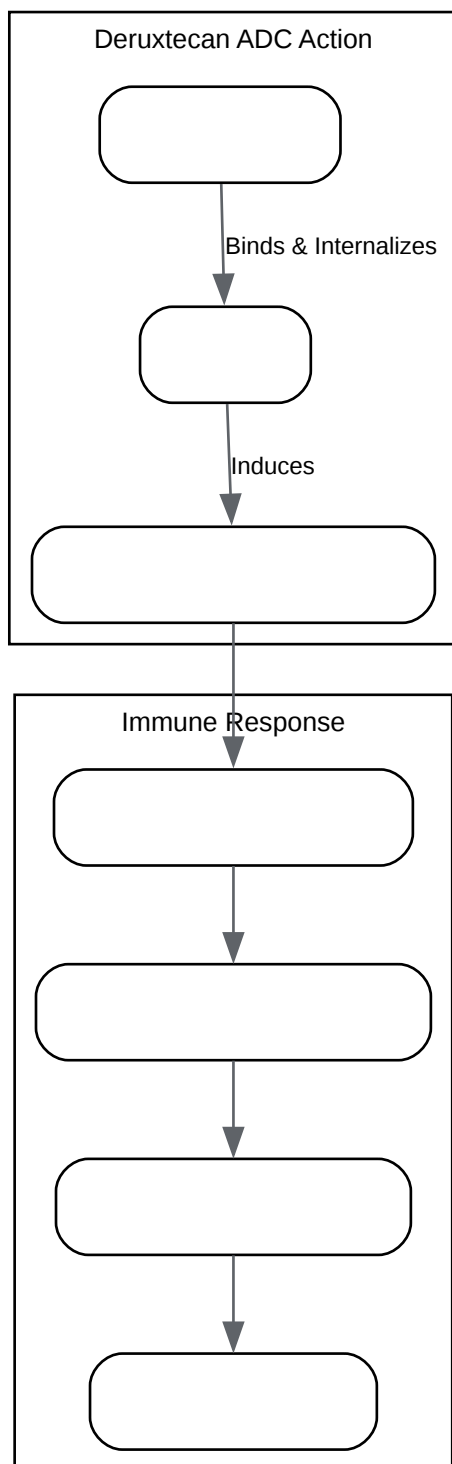 Deruxtecan ADC Action
Binds & Internalizes
Induces
Immune Response